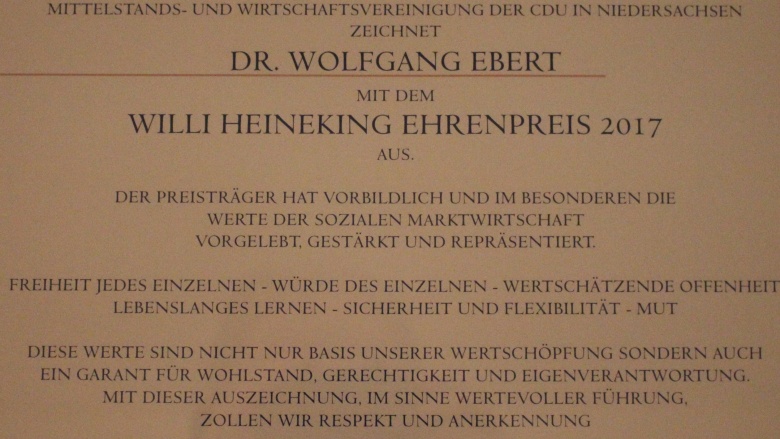 MITTELSTANDS- UND WIRTSCHAFTSVEREINIGUNG DER CDU IN NIEDERSACHSEN
ZEICHNET
DR. WOLFGANG EBERT
MIT DEM
WILLI HEINEKING EHRENPREIS 2017
AUS.
DER PREISTRÄGER HAT VORBILDLICH UND IM BESONDEREN DIE
WERTE DER SOZIALEN MARKTWIRTSCHAFT
VORGELEBT, GESTÄRKT UND REPRÄSENTIERT.
FREIHEIT JEDES EINZELNEN - WÜRDE DES EINZELNEN - WERTSCHÄTZENDE OFFENHEIT
LEBENSLANGES LERNEN - SICHERHEIT UND FLEXIBILITÄT - MUT
DIESE WERTE SIND NICHT NUR BASIS UNSERER WERTSCHÖPFUNG SONDERN AUCH
EIN GARANT FÜR WOHLSTAND, GERECHTIGKEIT UND EIGENVERANTWORTUNG.
MIT DIESER AUSZEICHNUNG, IM SINNE WERTEVOLLER FÜHRUNG,
ZOLLEN WIR RESPEKT UND ANERKENNUNG